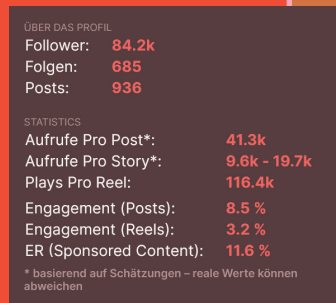 ÜBER DAS PROFIL
Follower: 84.2k
Folgen: 685
Posts: 936
STATISTICS
Aufrufe Pro Post*: 41.3k
Aufrufe Pro Story*: 9.6k - 19.7k
Plays Pro Reel: 116.4k
Engagement (Posts): 8.5 %
Engagement (Reels): 3.2 %
ER (Sponsored Content): 11.6 %
* basierend auf Schätzungen – reale Werte können
abweichen